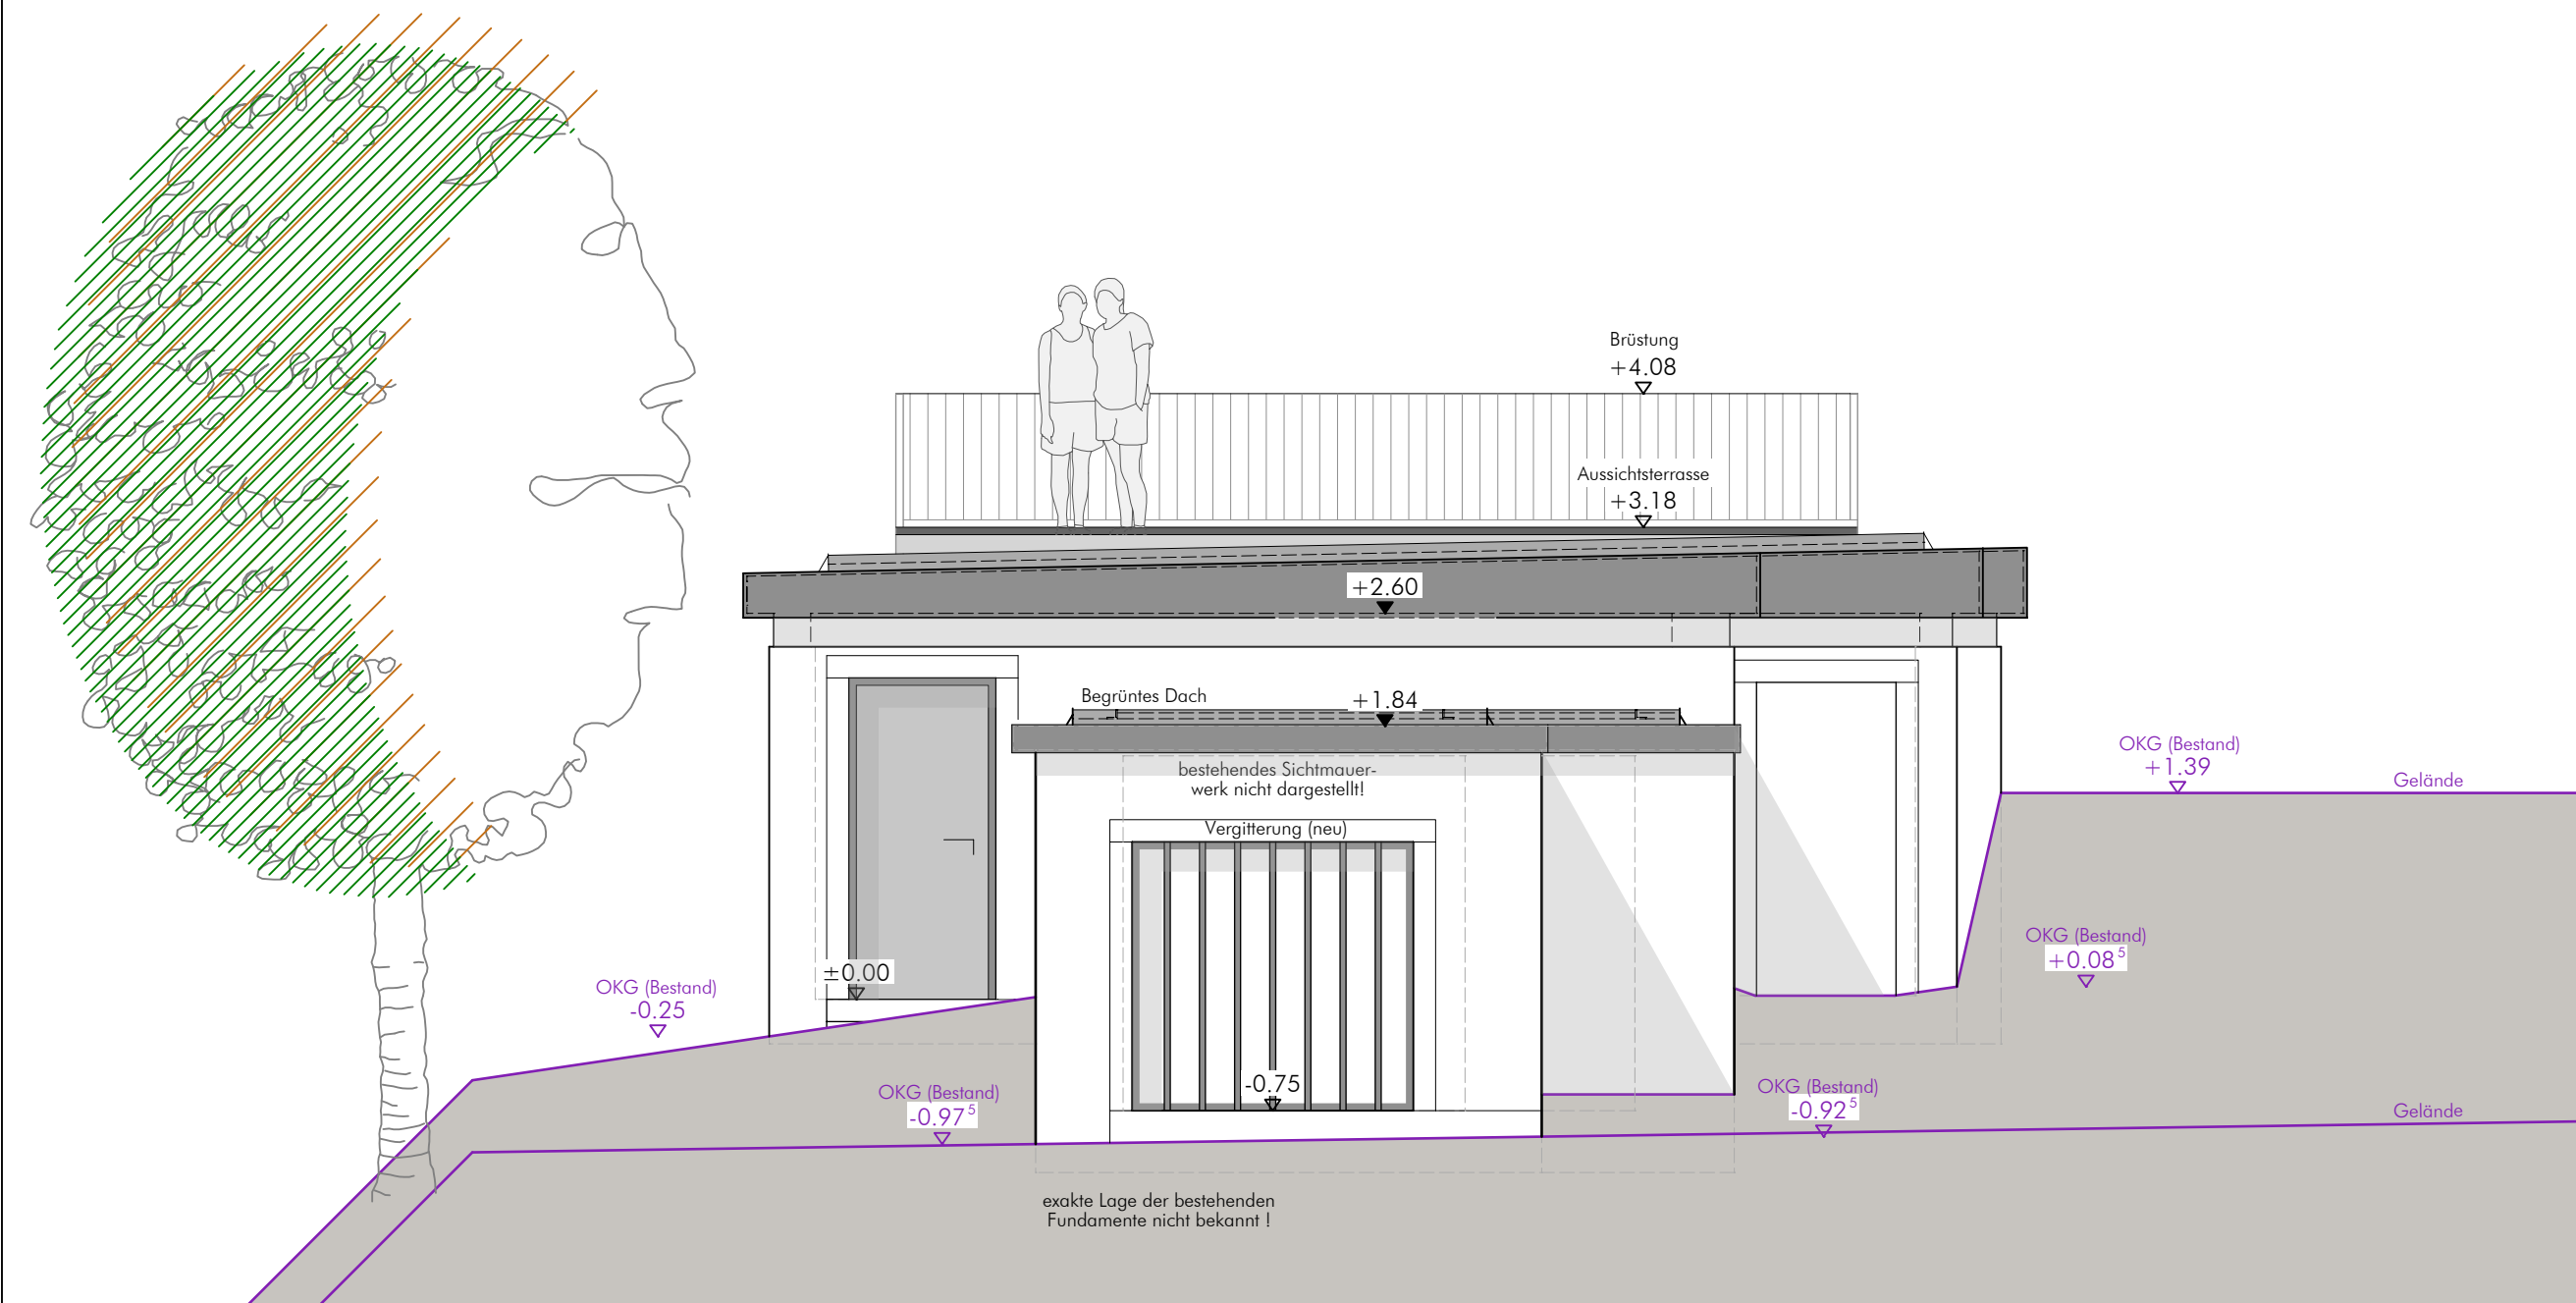 Brüstung
+4.08
Aussichtsterrasse
+3.18
+2.60
Begrüntes Dach
+1.84
bestehendes Sichtmauer-
werk nicht dargestellt!
Vergitterung (neu)
OKG (Bestand)
+1.39
Gelände
OKG (Bestand)
+0.08⁵
±0.00
OKG (Bestand)
-0.25
-0.75
OKG (Bestand)
-0.97⁵
OKG (Bestand)
-0.92⁵
Gelände
exakte Lage der bestehenden
Fundamente nicht bekannt !